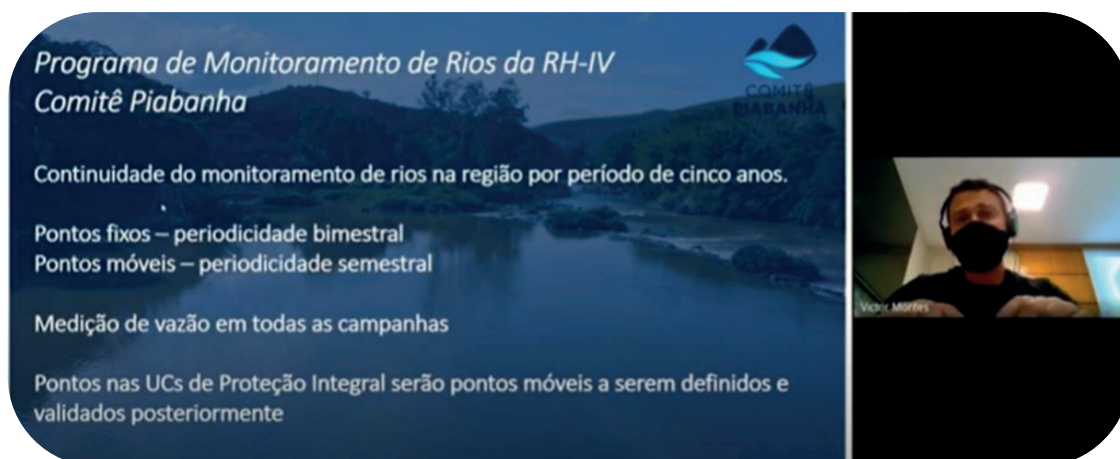 Programa de Monitoramento de Rios da RH-IV
Comitê Piabanha
COMITÊ
PIABANHA
Continuidade do monitoramento de rios na região por período de cinco anos.
Pontos fixos – periodicidade bimestral
Pontos móveis – periodicidade semestral
Medição de vazão em todas as campanhas
Pontos nas UCs de Proteção Integral serão pontos móveis a serem definidos e
validados posteriormente
Victor Montes